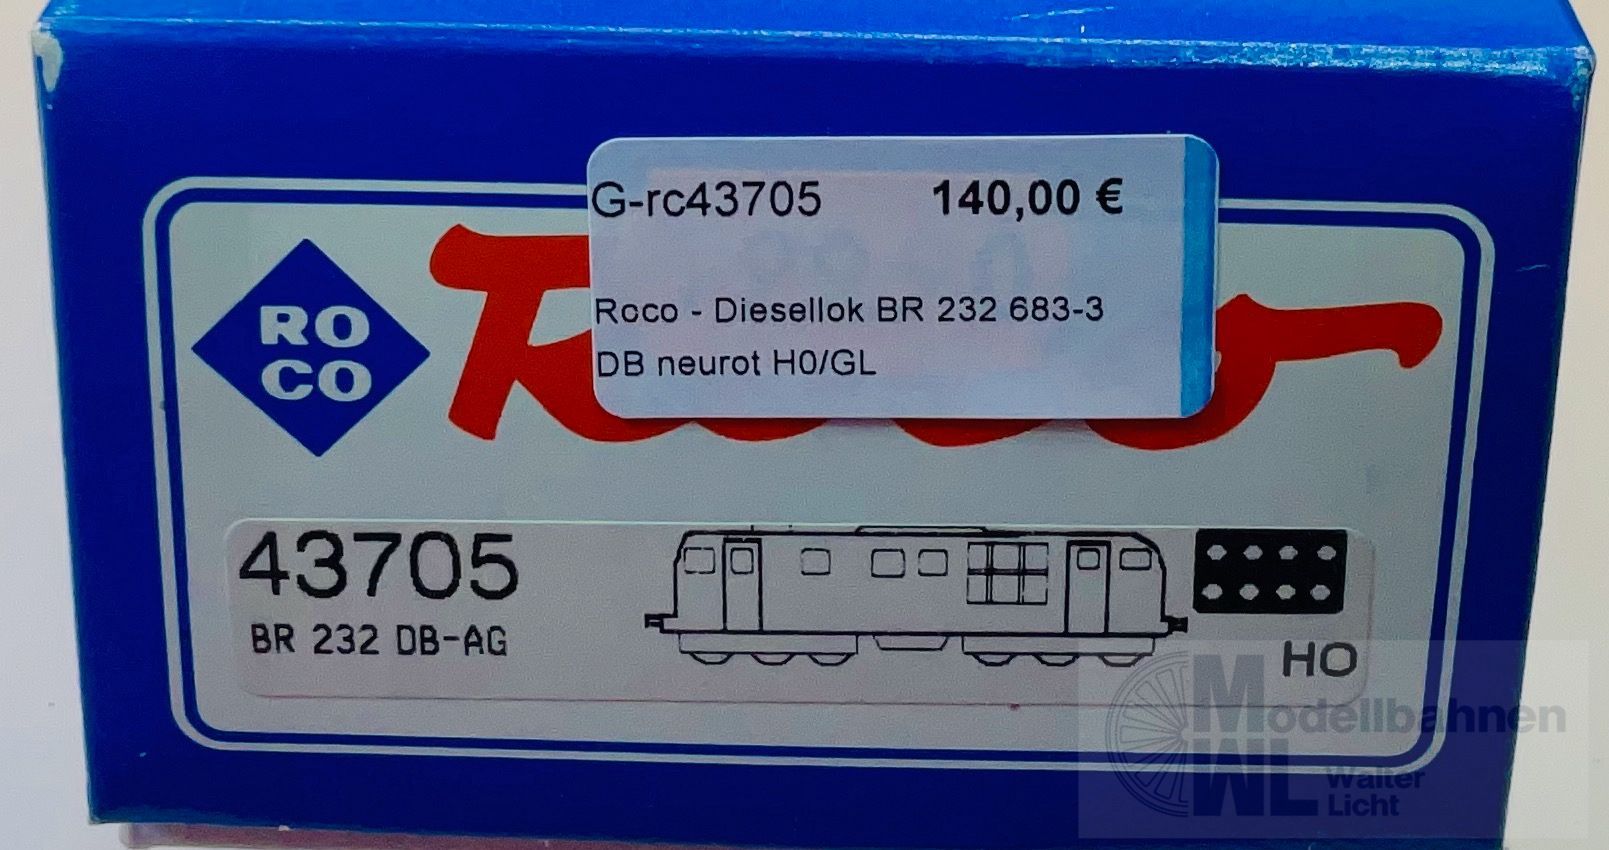 G-rc43705 140,00 €
Roco - Diesellok BR 232 683-3
DB neurot H0/GL
RO
CO
Roco
43705
BR 232 DB-AG
HO
Modellbahnen
WL
Walter
Licht